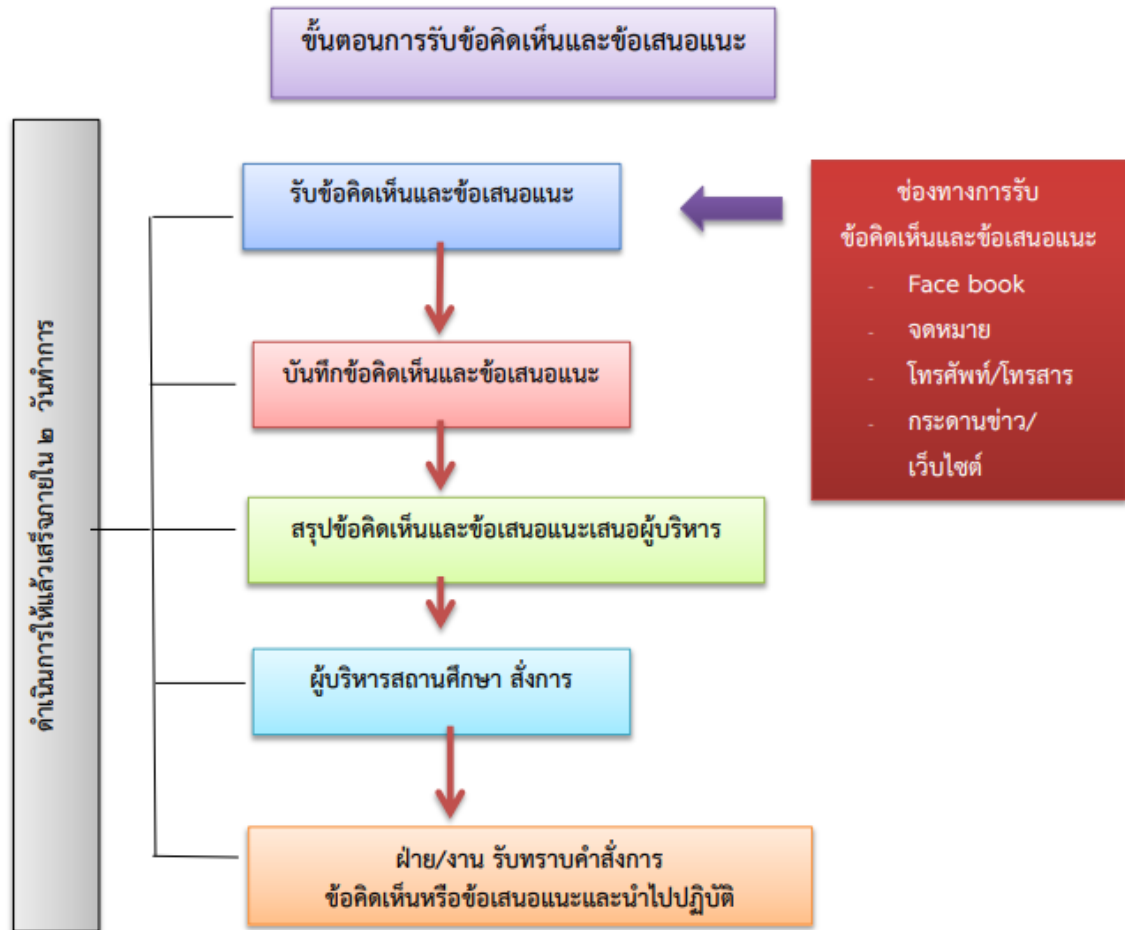 ขั้นตอนการรับข้อคิดเห็นและข้อเสนอแนะ
ดำเนินการให้แล้วเสร็จภายใน ๒ วันทำการ
รับข้อคิดเห็นและข้อเสนอแนะ
ช่องทางการรับ
ข้อคิดเห็นและข้อเสนอแนะ
- Face book
- จดหมาย
- โทรศัพท์/โทรสาร
- กระดานข่าว/
เว็บไซต์
บันทึกข้อคิดเห็นและข้อเสนอแนะ
สรุปข้อคิดเห็นและข้อเสนอแนะเสนอผู้บริหาร
ผู้บริหารสถานศึกษา สั่งการ
ฝ่าย/งาน รับทราบคำสั่งการ
ข้อคิดเห็นหรือข้อเสนอแนะและนำไปปฏิบัติ